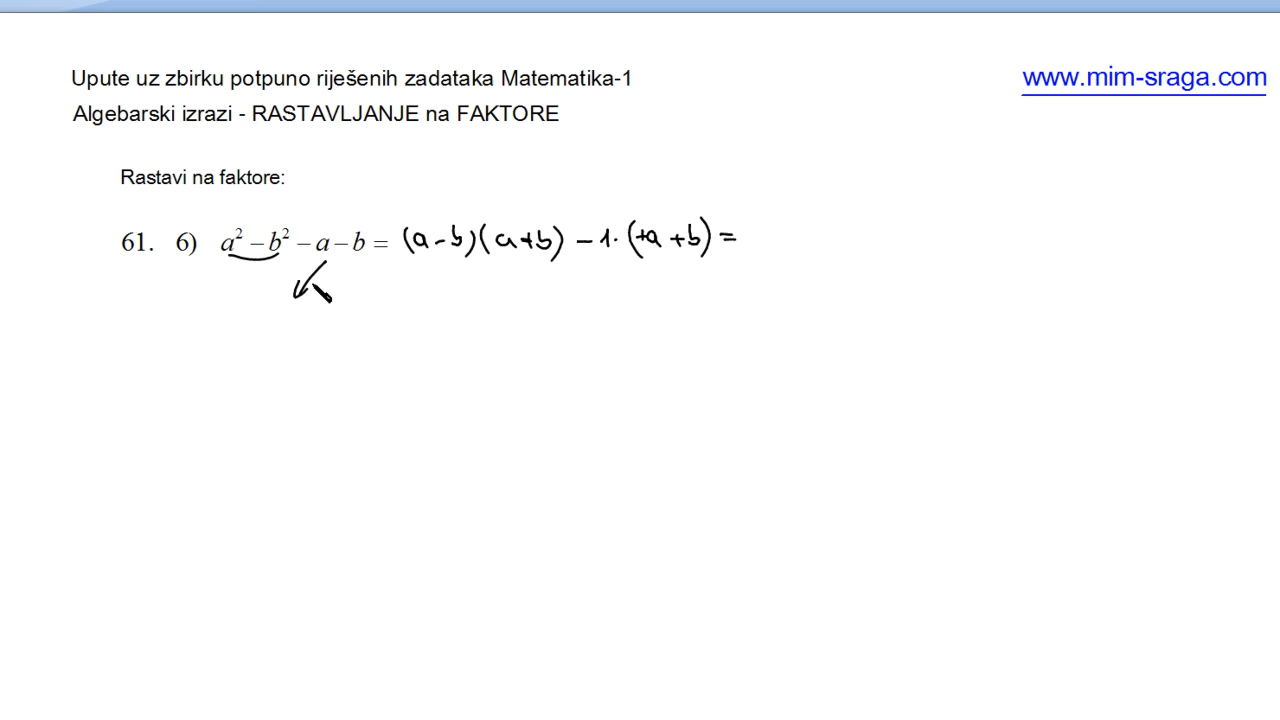 Upute uz zbirku potpuno riješenih zadataka Matematika-1
www.mim-sraga.com
Algebarski izrazi - RASTAVLJANJE na FAKTORE
Rastavi na faktore:
61. 6) a² – b² – a – b = (a – b)(a + b) – 1 · (+a + b) =